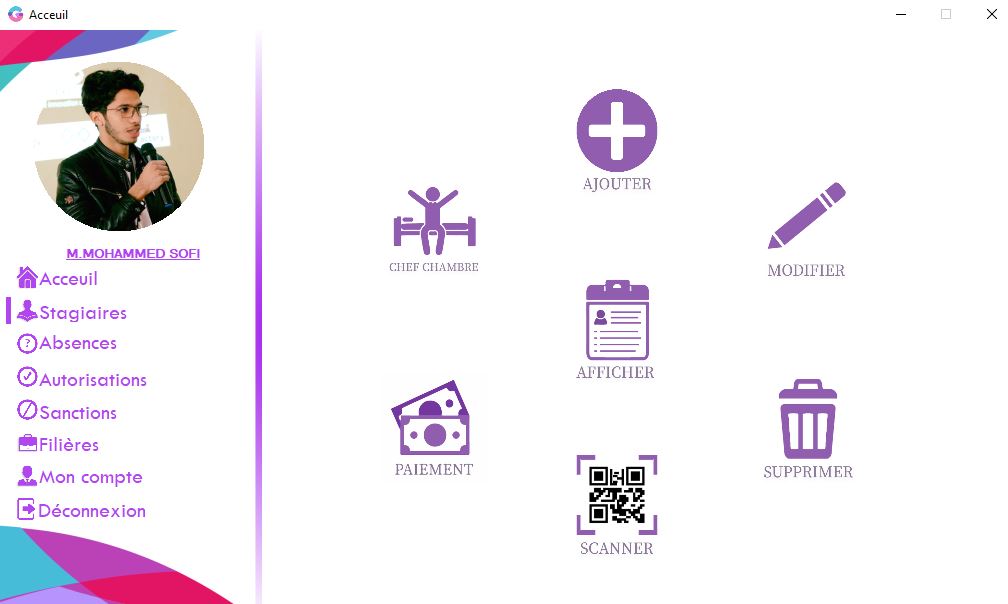 Acceuil
M.MOHAMMED SOFI
Acceuil
Stagiaires
Absences
Autorisations
Sanctions
Filières
Mon compte
Déconnexion
AJOUTER
CHEF CHAMBRE
MODIFIER
AFFICHER
PAIEMENT
SUPPRIMER
SCANNER